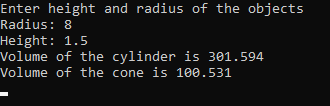 Enter height and radius of the objects
Radius: 8
Height: 1.5
Volume of the cylinder is 301.594
Volume of the cone is 100.531